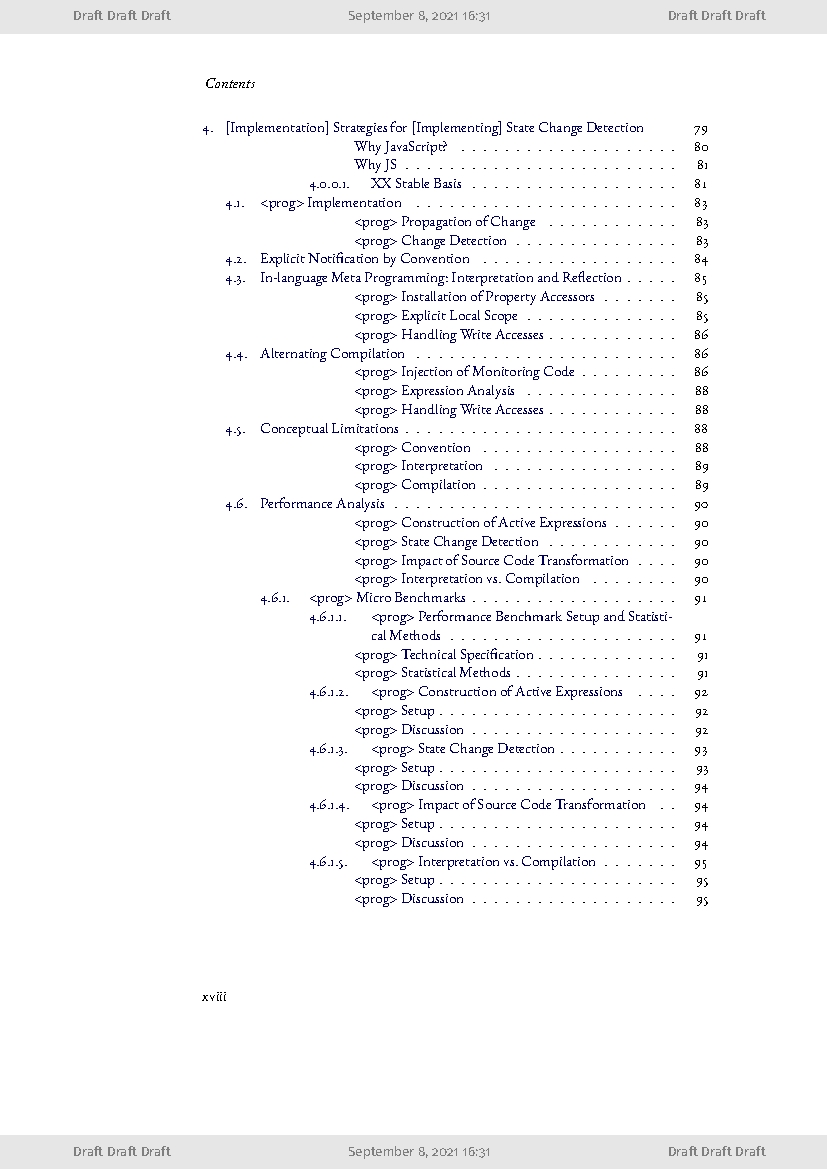 Draft Draft Draft September 8, 2021 16:31 Draft Draft Draft
Contents
4. [Implementation] Strategies for [Implementing] State Change Detection 79
Why JavaScript? . . . . . . . . . . . . . . . . . . . . 80
Why JS . . . . . . . . . . . . . . . . . . . . . . . . . 81
4.0.0.1. XX Stable Basis . . . . . . . . . . . . . . . . . . . 81
4.1. <prog> Implementation . . . . . . . . . . . . . . . . . . . . . . . . 83
<prog> Propagation of Change . . . . . . . . . . . . 83
<prog> Change Detection . . . . . . . . . . . . . . . 83
4.2. Explicit Notification by Convention . . . . . . . . . . . . . . . . . . 84
4.3. In-language Meta Programming: Interpretation and Reflection . . . . . 85
<prog> Installation of Property Accessors . . . . . . . 85
<prog> Explicit Local Scope . . . . . . . . . . . . . . 85
<prog> Handling Write Accesses . . . . . . . . . . . . 86
4.4. Alternating Compilation . . . . . . . . . . . . . . . . . . . . . . . . 86
<prog> Injection of Monitoring Code . . . . . . . . . 86
<prog> Expression Analysis . . . . . . . . . . . . . . 88
<prog> Handling Write Accesses . . . . . . . . . . . . 88
4.5. Conceptual Limitations . . . . . . . . . . . . . . . . . . . . . . . . . 88
<prog> Convention . . . . . . . . . . . . . . . . . . 88
<prog> Interpretation . . . . . . . . . . . . . . . . . 89
<prog> Compilation . . . . . . . . . . . . . . . . . . 89
4.6. Performance Analysis . . . . . . . . . . . . . . . . . . . . . . . . . . 90
<prog> Construction of Active Expressions . . . . . . 90
<prog> State Change Detection . . . . . . . . . . . . 90
<prog> Impact of Source Code Transformation . . . . 90
<prog> Interpretation vs. Compilation . . . . . . . . 90
4.6.1. <prog> Micro Benchmarks . . . . . . . . . . . . . . . . . . . 91
4.6.1.1. <prog> Performance Benchmark Setup and Statisti-
cal Methods . . . . . . . . . . . . . . . . . . . . . 91
<prog> Technical Specification . . . . . . . . . . . . . 91
<prog> Statistical Methods . . . . . . . . . . . . . . . 91
4.6.1.2. <prog> Construction of Active Expressions . . . . 92
<prog> Setup . . . . . . . . . . . . . . . . . . . . . . 92
<prog> Discussion . . . . . . . . . . . . . . . . . . . 92
4.6.1.3. <prog> State Change Detection . . . . . . . . . . . 93
<prog> Setup . . . . . . . . . . . . . . . . . . . . . . 93
<prog> Discussion . . . . . . . . . . . . . . . . . . . 94
4.6.1.4. <prog> Impact of Source Code Transformation . . 94
<prog> Setup . . . . . . . . . . . . . . . . . . . . . . 94
<prog> Discussion . . . . . . . . . . . . . . . . . . . 94
4.6.1.5. <prog> Interpretation vs. Compilation . . . . . . . 95
<prog> Setup . . . . . . . . . . . . . . . . . . . . . . 95
<prog> Discussion . . . . . . . . . . . . . . . . . . . 95
xviii
Draft Draft Draft September 8, 2021 16:31 Draft Draft Draft